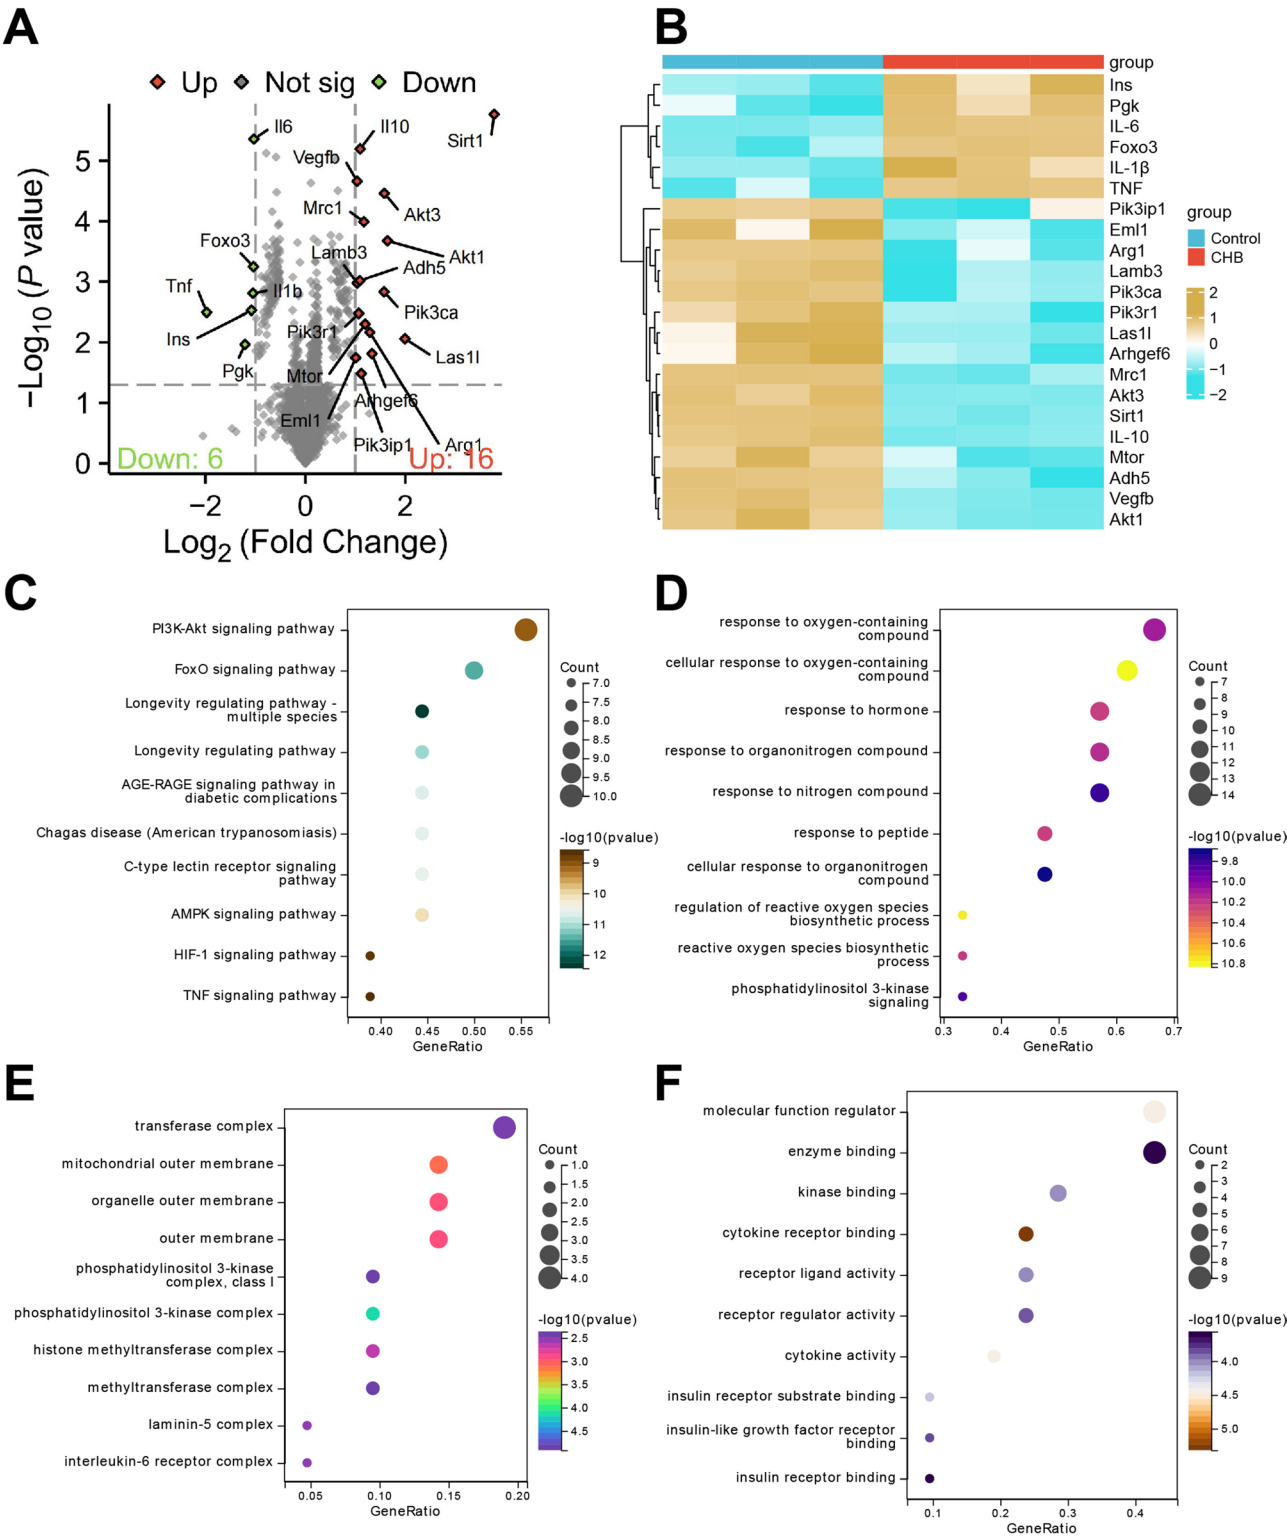 A
Up Not sig Down
Il6
Il10
Sirt1
Vegfb
Akt3
Mrc1
Foxo3
Lamb3
Akt1
Adh5
Tnf
Il1b
Pik3ca
Ins
Pik3r1
Las1l
Pgk
Mtor
Arhgef6
Eml1
Pik3ip1
Arg1
Down: 6
Up: 16
5
4
3
2
1
0
−2 0 2
−Log10 (P value)
Log2 (Fold Change)
B
group
Ins
Pgk
IL-6
Foxo3
IL-1β
TNF
Pik3ip1
Eml1
Arg1
Lamb3
Pik3ca
Pik3r1
Las1l
Arhgef6
Mrc1
Akt3
Sirt1
IL-10
Mtor
Adh5
Vegfb
Akt1
group
Control
CHB
2
1
0
−1
−2
C
PI3K-Akt signaling pathway
FoxO signaling pathway
Longevity regulating pathway -
multiple species
Longevity regulating pathway
AGE-RAGE signaling pathway in
diabetic complications
Chagas disease (American trypanosomiasis)
C-type lectin receptor signaling
pathway
AMPK signaling pathway
HIF-1 signaling pathway
TNF signaling pathway
0.40 0.45 0.50 0.55
GeneRatio
Count
7.0
7.5
8.0
8.5
9.0
9.5
10.0
-log10(pvalue)
9
10
11
12
D
response to oxygen-containing
compound
cellular response to oxygen-containing
compound
response to hormone
response to organonitrogen compound
response to nitrogen compound
response to peptide
cellular response to organonitrogen
compound
regulation of reactive oxygen species
biosynthetic process
reactive oxygen species biosynthetic
process
phosphatidylinositol 3-kinase
signaling
0.3 0.4 0.5 0.6 0.7
GeneRatio
Count
7
8
9
10
11
12
13
14
-log10(pvalue)
9.8
10.0
10.2
10.4
10.6
10.8
E
transferase complex
mitochondrial outer membrane
organelle outer membrane
outer membrane
phosphatidylinositol 3-kinase
complex, class I
phosphatidylinositol 3-kinase complex
histone methyltransferase complex
methyltransferase complex
laminin-5 complex
interleukin-6 receptor complex
0.05 0.10 0.15 0.20
GeneRatio
Count
1.0
1.5
2.0
2.5
3.0
3.5
4.0
-log10(pvalue)
2.5
3.0
3.5
4.0
4.5
F
molecular function regulator
enzyme binding
kinase binding
cytokine receptor binding
receptor ligand activity
receptor regulator activity
cytokine activity
insulin receptor substrate binding
insulin-like growth factor receptor
binding
insulin receptor binding
0.1 0.2 0.3 0.4
GeneRatio
Count
2
3
4
5
6
7
8
9
-log10(pvalue)
4.0
4.5
5.0